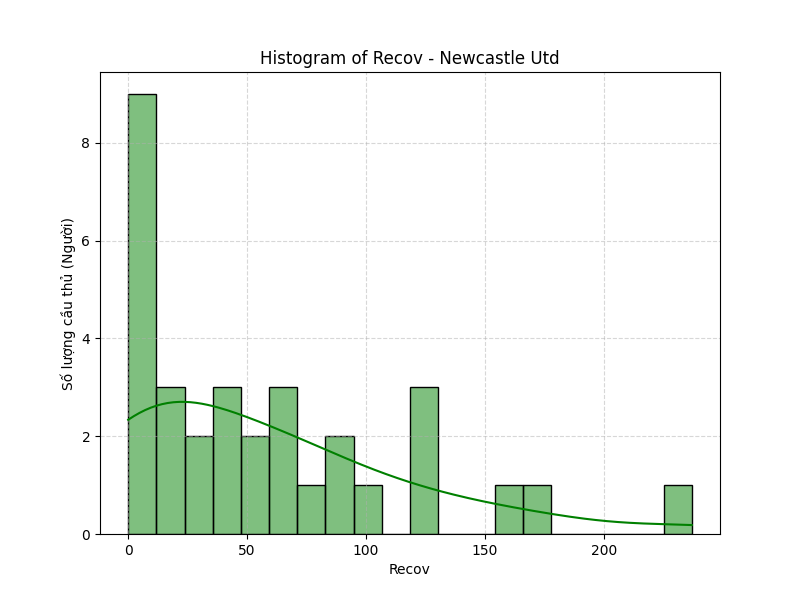 Histogram of Recov - Newcastle Utd
Số lượng cầu thủ (Người)
8
6
4
2
0
0 50 100 150 200
Recov